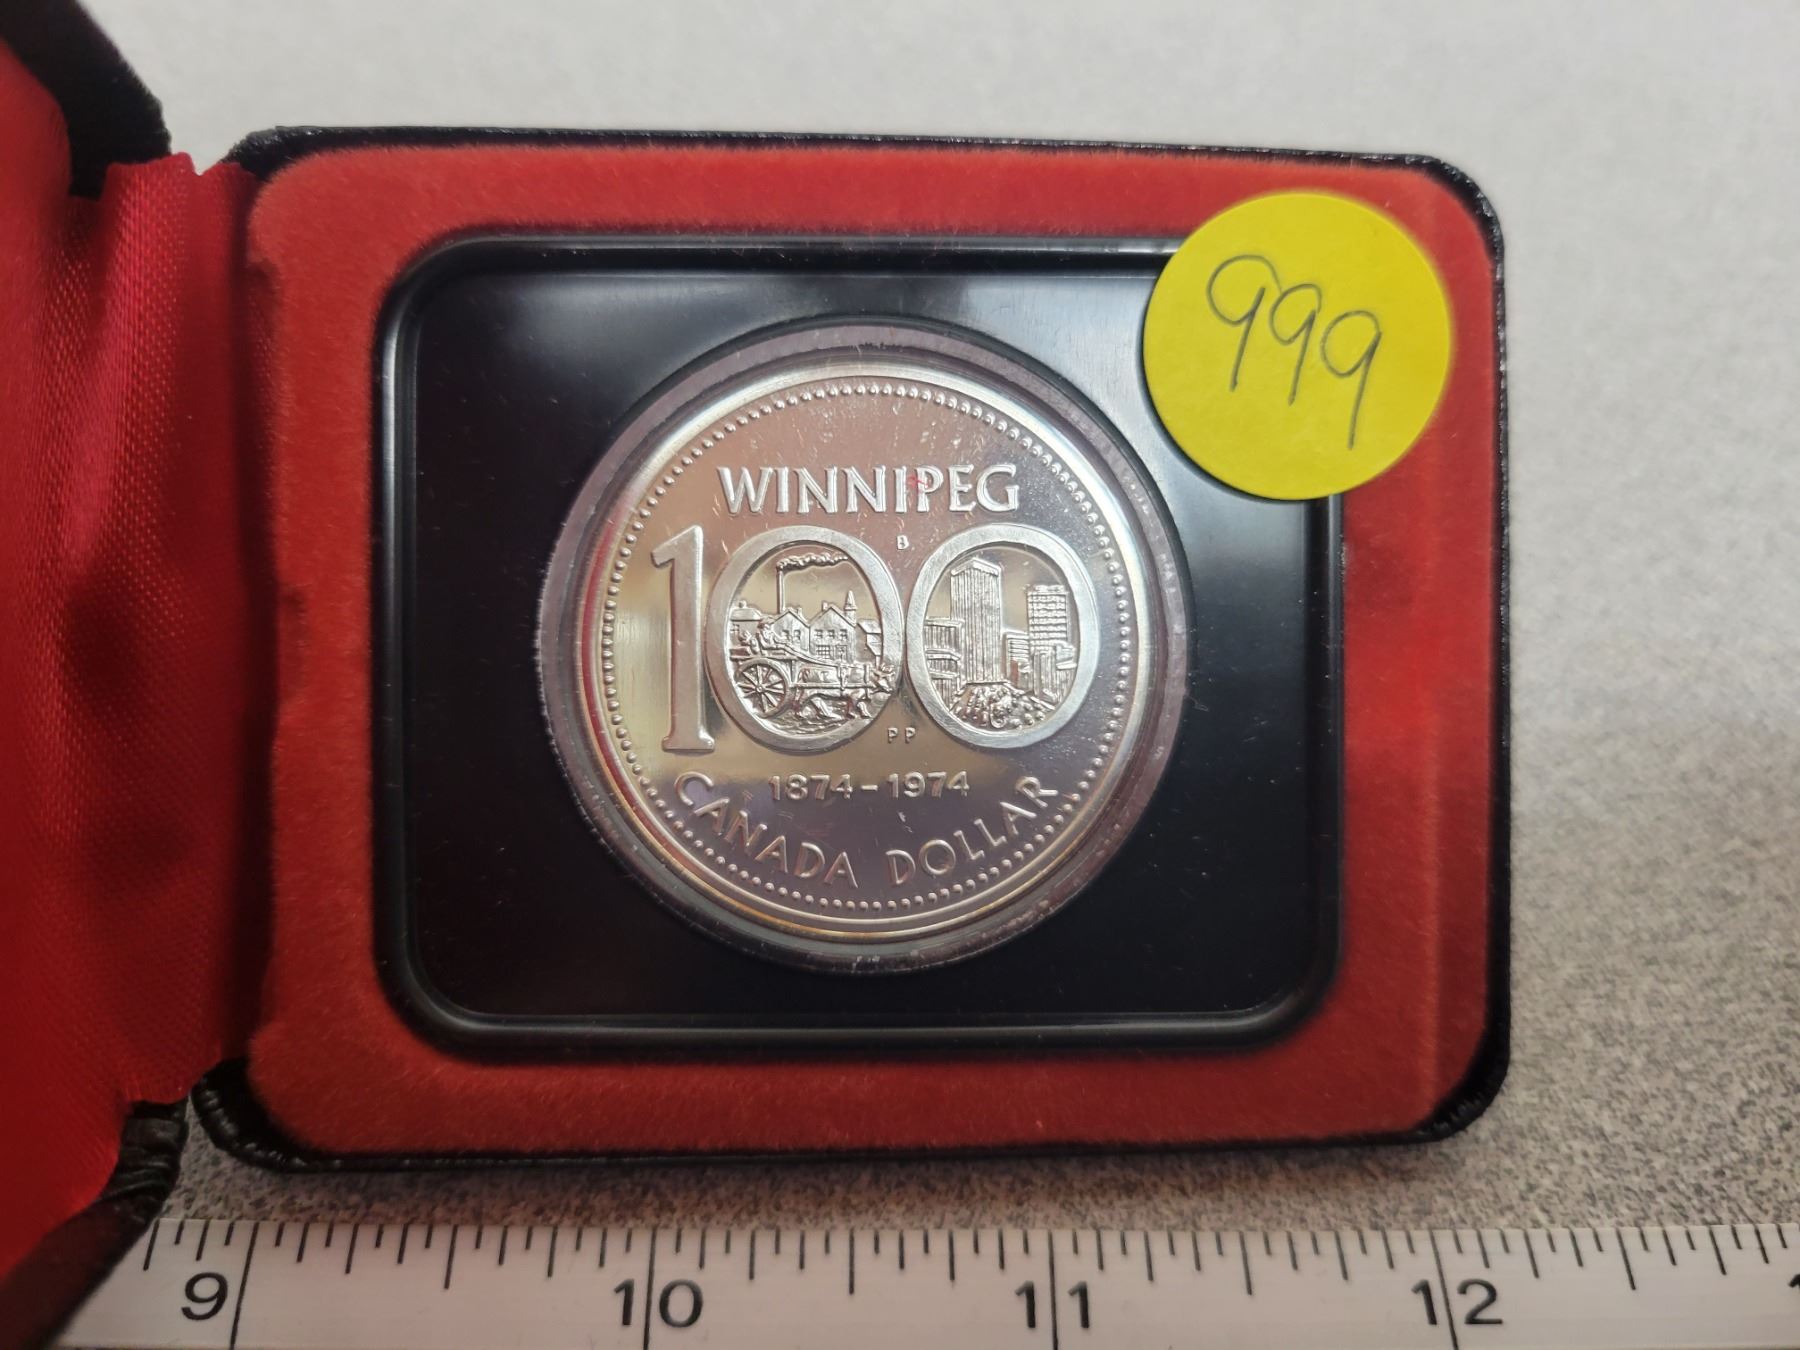 999
WINNIPEG
100
B
PP
1874-1974
CANADA DOLLAR
9 10 11 12